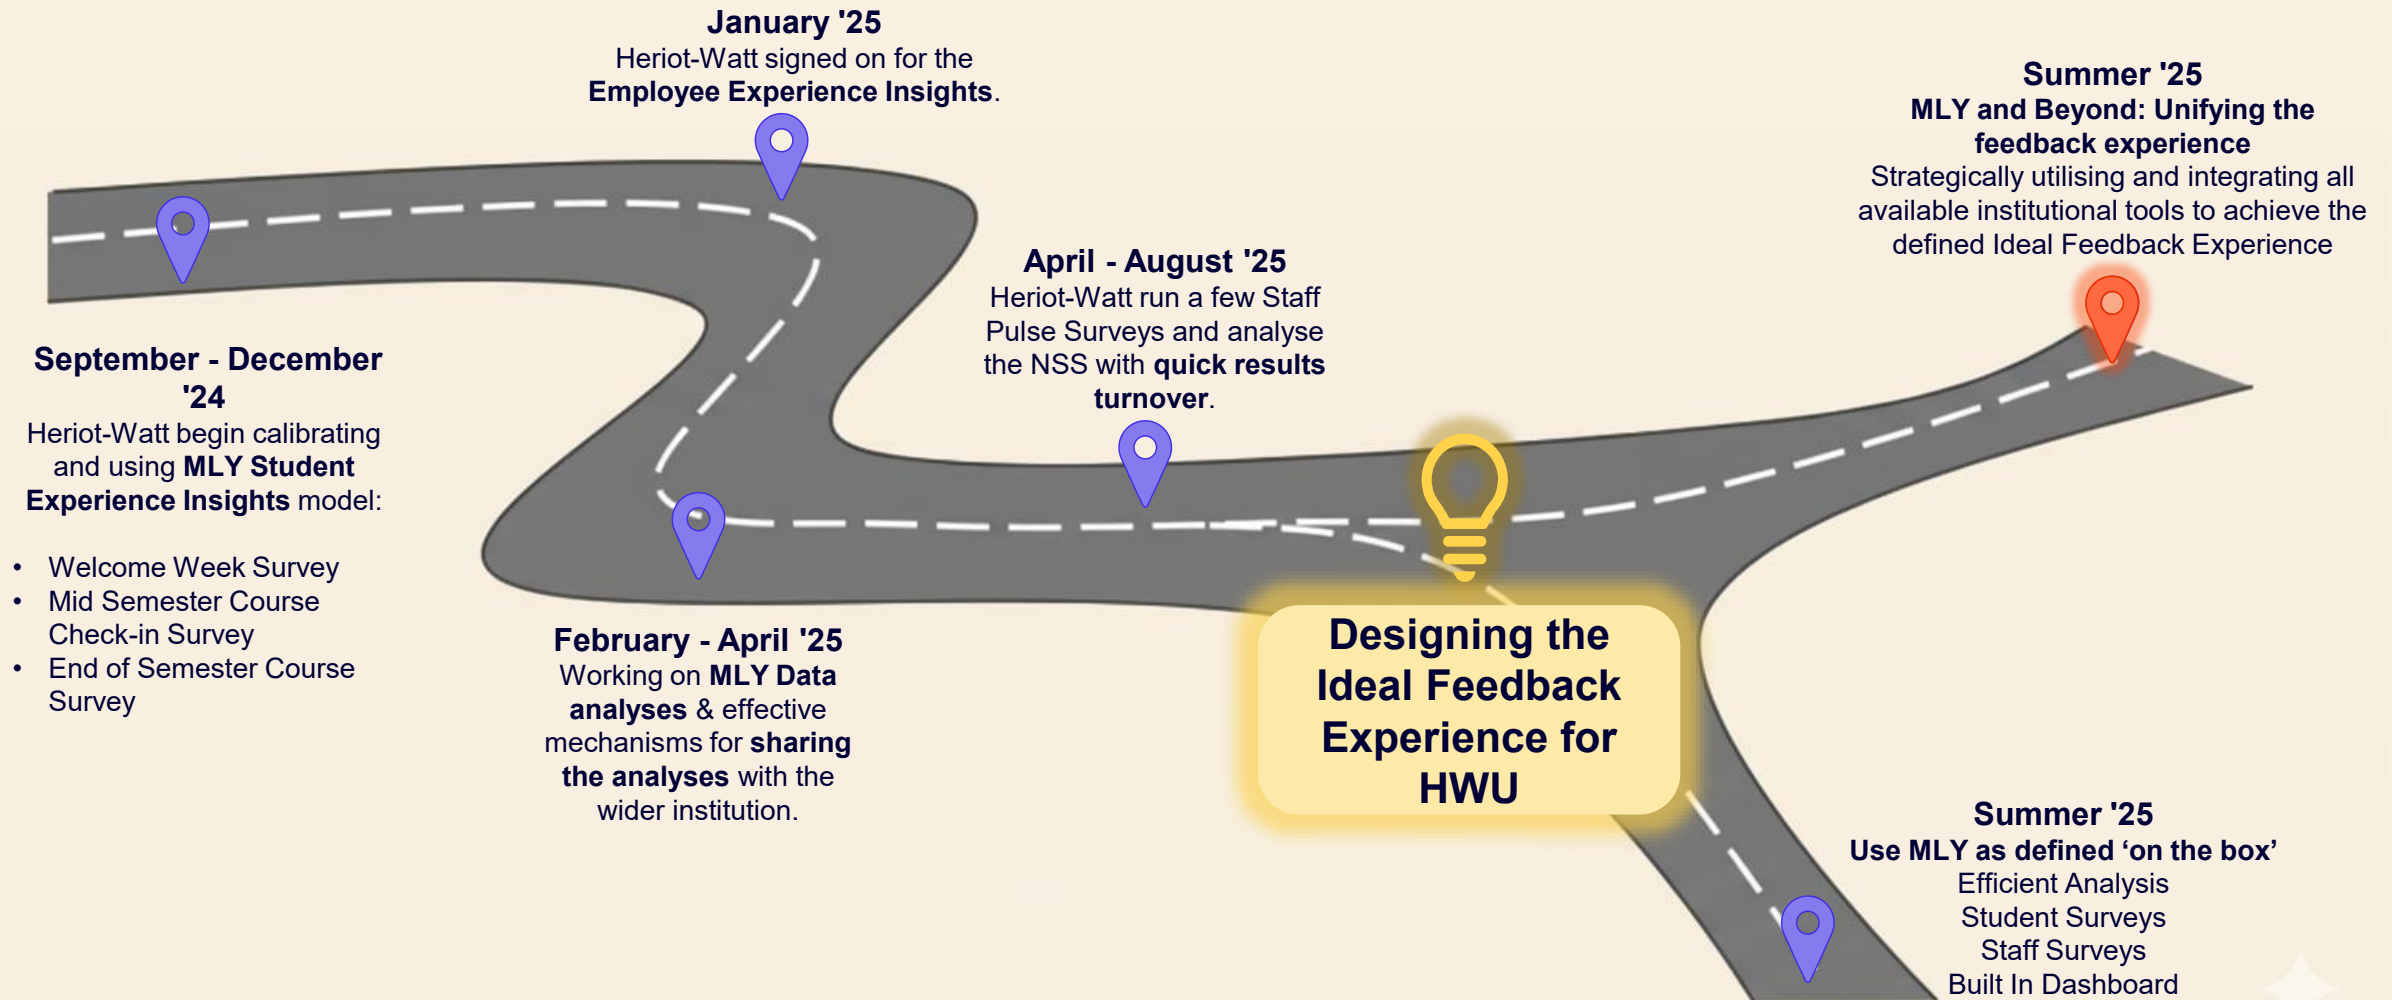 January '25
Heriot-Watt signed on for the
Employee Experience Insights.
Summer '25
MLY and Beyond: Unifying the
feedback experience
Strategically utilising and integrating all
available institutional tools to achieve the
defined Ideal Feedback Experience
April - August '25
Heriot-Watt run a few Staff
Pulse Surveys and analyse
the NSS with quick results
turnover.
September - December
'24
Heriot-Watt begin calibrating
and using MLY Student
Experience Insights model:
• Welcome Week Survey
• Mid Semester Course
Check-in Survey
• End of Semester Course
Survey
February - April '25
Working on MLY Data
analyses & effective
mechanisms for sharing
the analyses with the
wider institution.
Designing the
Ideal Feedback
Experience for
HWU
Summer '25
Use MLY as defined ‘on the box’
Efficient Analysis
Student Surveys
Staff Surveys
Built In Dashboard